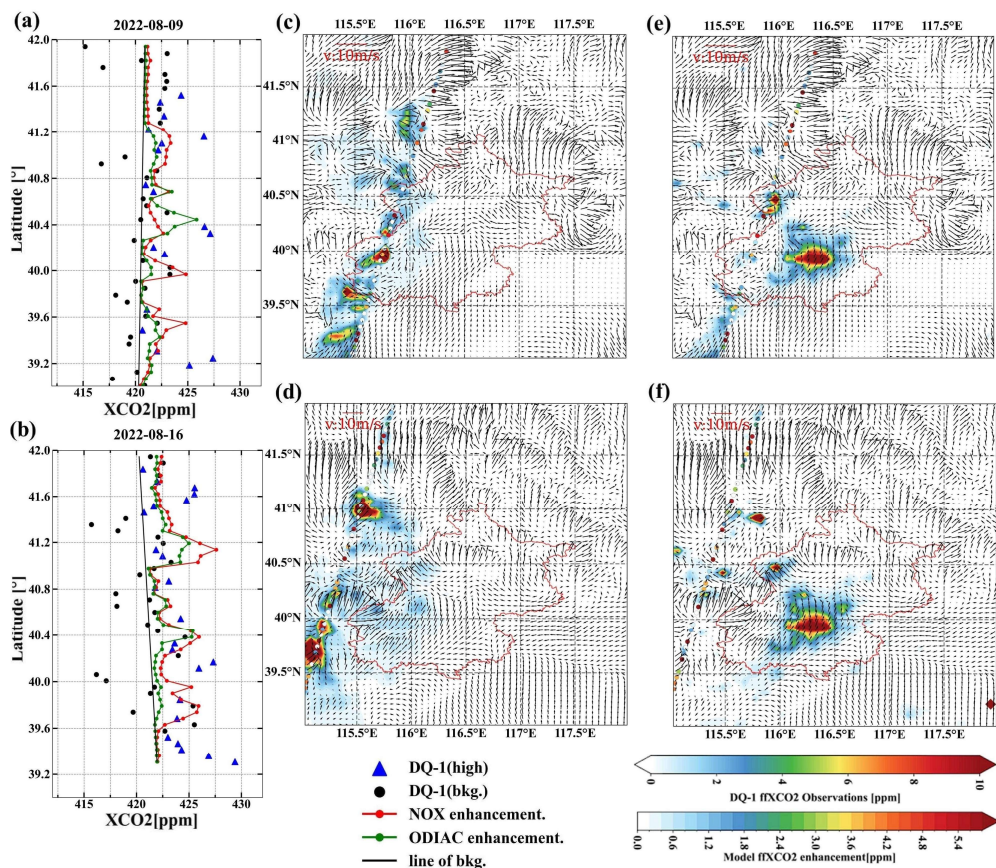 (a)
2022-08-09
42.0
41.6
41.2
40.8
40.4
40.0
39.6
39.2
Latitude [°]
415 420 425 430
XCO2[ppm]
(b)
2022-08-16
42.0
41.6
41.2
40.8
40.4
40.0
39.6
39.2
Latitude [°]
415 420 425 430
XCO2[ppm]
(c)
115.5°E 116°E 117.0°E 117.5°E
v:10m/s
41.5°N
41°N
40.5°N
40°N
39.5°N
(e)
115.5°E 116°E 116.5°E 117.0°E 117.5°E
v:10m/s
(d)
v:10m/s
41.5°N
41°N
40.5°N
40°N
39.5°N
115.5°E 116°E 117.0°E 117.5°E
(f)
v:10m/s
115.5°E 116°E 116.5°E 117.0°E 117.5°E
DQ-1(high)
DQ-1(bkg.)
NOX enhancement.
ODIAC enhancement.
line of bkg.
0 2 4 6 8 10
DQ-1 ffXCO2 Observations [ppm]
0.0 0.6 1.2 1.8 2.4 3.0 3.6 4.2 4.8 5.4
Model ffXCO2 enhancement[ppm]